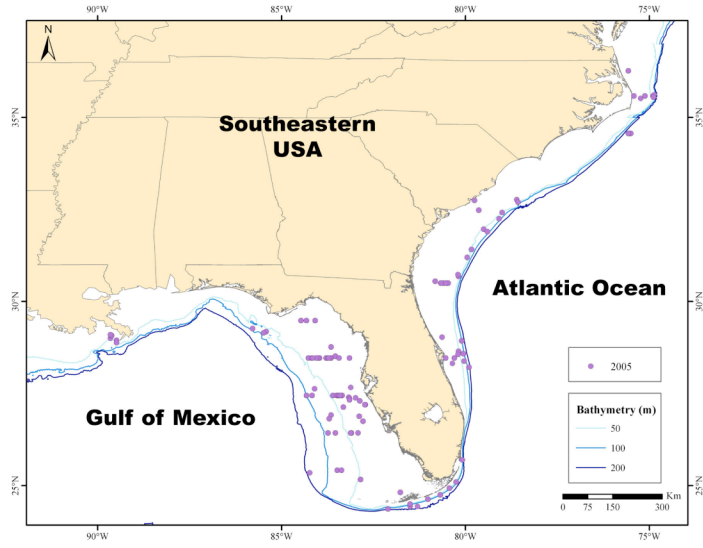 90°W 85°W 80°W 75°W
N
35°N 35°N
Southeastern
USA
Atlantic Ocean
30°N 30°N
2005
Gulf of Mexico
Bathymetry (m)
50
100
200
25°N 25°N
Km
0 75 150 300
90°W 85°W 80°W 75°W